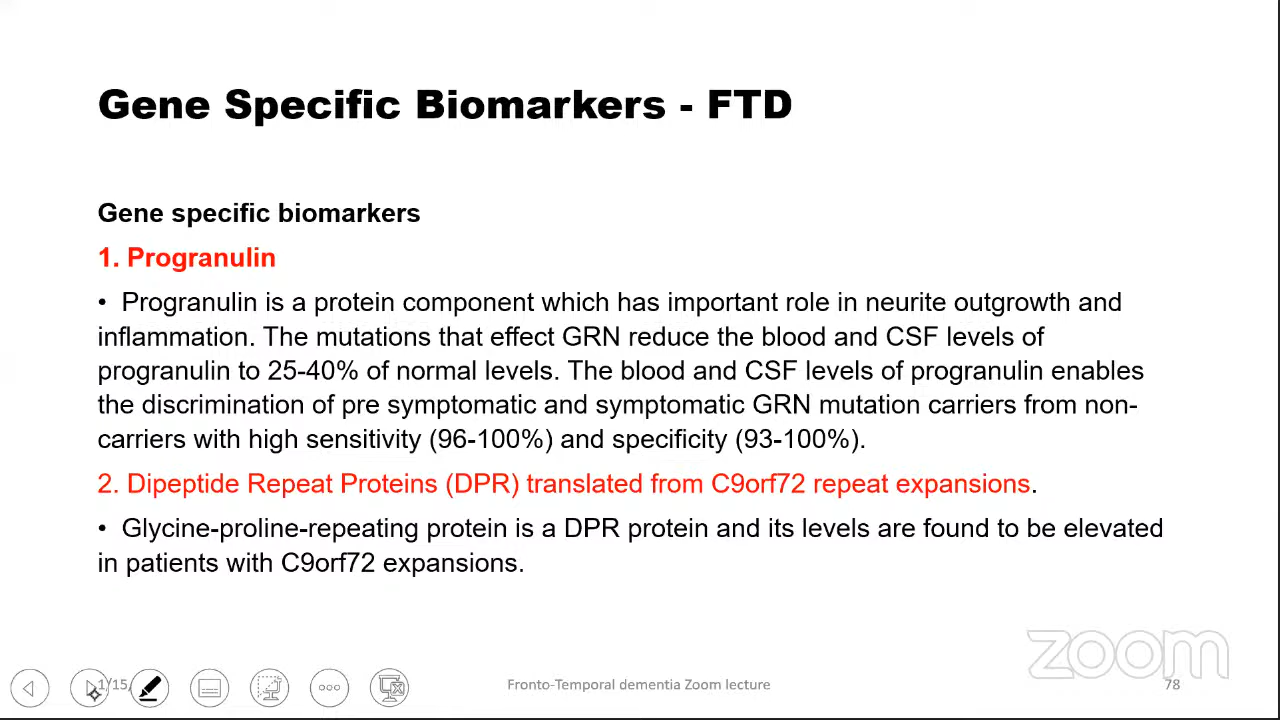 Gene Specific Biomarkers - FTD
Gene specific biomarkers
1. Progranulin
• Progranulin is a protein component which has important role in neurite outgrowth and
inflammation. The mutations that effect GRN reduce the blood and CSF levels of
progranulin to 25-40% of normal levels. The blood and CSF levels of progranulin enables
the discrimination of pre symptomatic and symptomatic GRN mutation carriers from non-
carriers with high sensitivity (96-100%) and specificity (93-100%).
2. Dipeptide Repeat Proteins (DPR) translated from C9orf72 repeat expansions.
• Glycine-proline-repeating protein is a DPR protein and its levels are found to be elevated
in patients with C9orf72 expansions.
zoom
1/15/
Fronto-Temporal dementia Zoom lecture
78